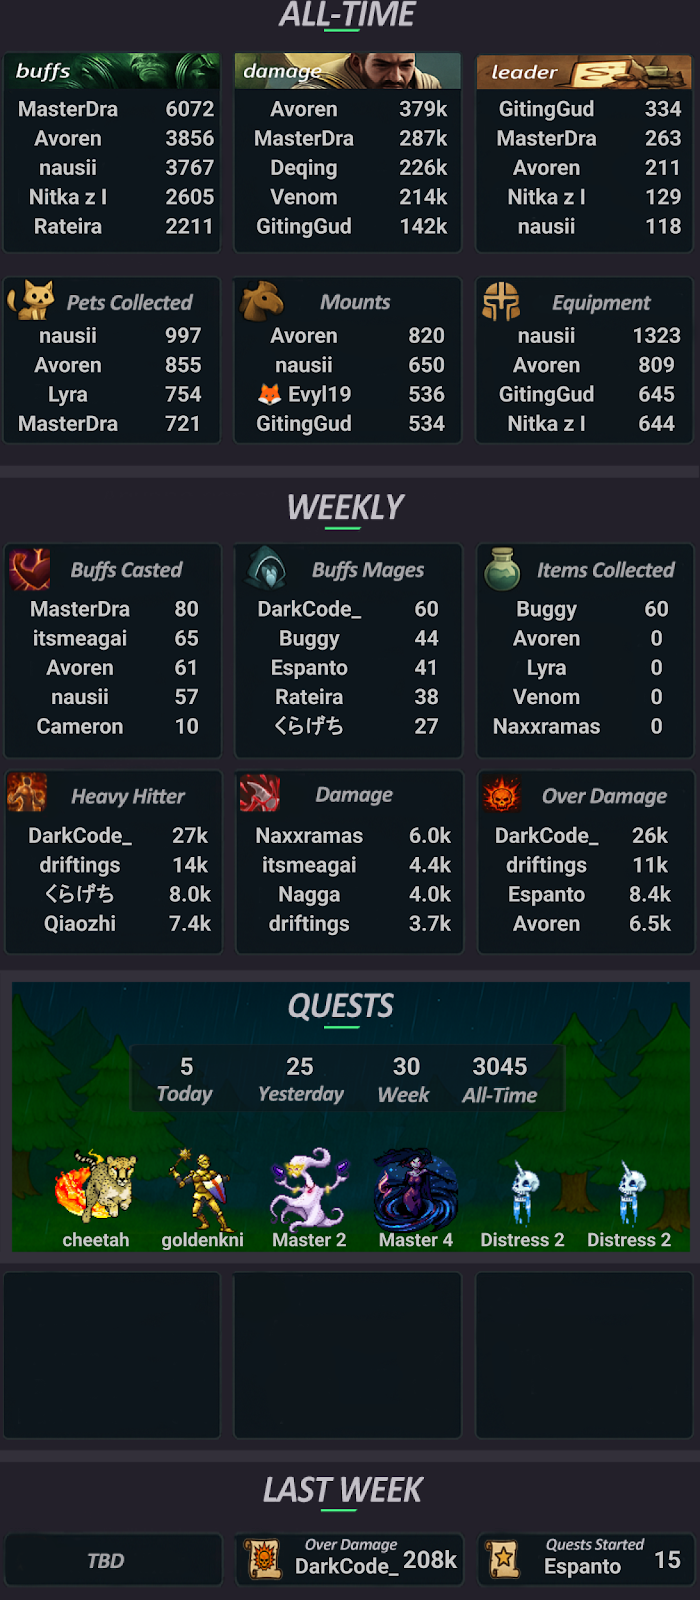 ALL-TIME
buffs
MasterDra 6072
Avoren 3856
nausii 3767
Nitka z I 2605
Rateira 2211
damage
Avoren 379k
MasterDra 287k
Deqing 226k
Venom 214k
GitingGud 142k
leader
GitingGud 334
MasterDra 263
Avoren 211
Nitka z I 129
nausii 118
Pets Collected
nausii 997
Avoren 855
Lyra 754
MasterDra 721
Mounts
Avoren 820
nausii 650
🦊 Evyl19 536
GitingGud 534
Equipment
nausii 1323
Avoren 809
GitingGud 645
Nitka z I 644
WEEKLY
Buffs Casted
MasterDra 80
itsmeagai 65
Avoren 61
nausii 57
Cameron 10
Buffs Mages
DarkCode_ 60
Buggy 44
Espanto 41
Rateira 38
くらげち 27
Items Collected
Buggy 60
Avoren 0
Lyra 0
Venom 0
Naxxramas 0
Heavy Hitter
DarkCode_ 27k
driftings 14k
くらげち 8.0k
Qiaozhi 7.4k
Damage
Naxxramas 6.0k
itsmeagai 4.4k
Nagga 4.0k
driftings 3.7k
Over Damage
DarkCode_ 26k
driftings 11k
Espanto 8.4k
Avoren 6.5k
QUESTS
5 25 30 3045
Today Yesterday Week All-Time
cheetah goldenkni Master 2 Master 4 Distress 2 Distress 2
LAST WEEK
TBD
Over Damage
DarkCode_ 208k
Quests Started
Espanto 15